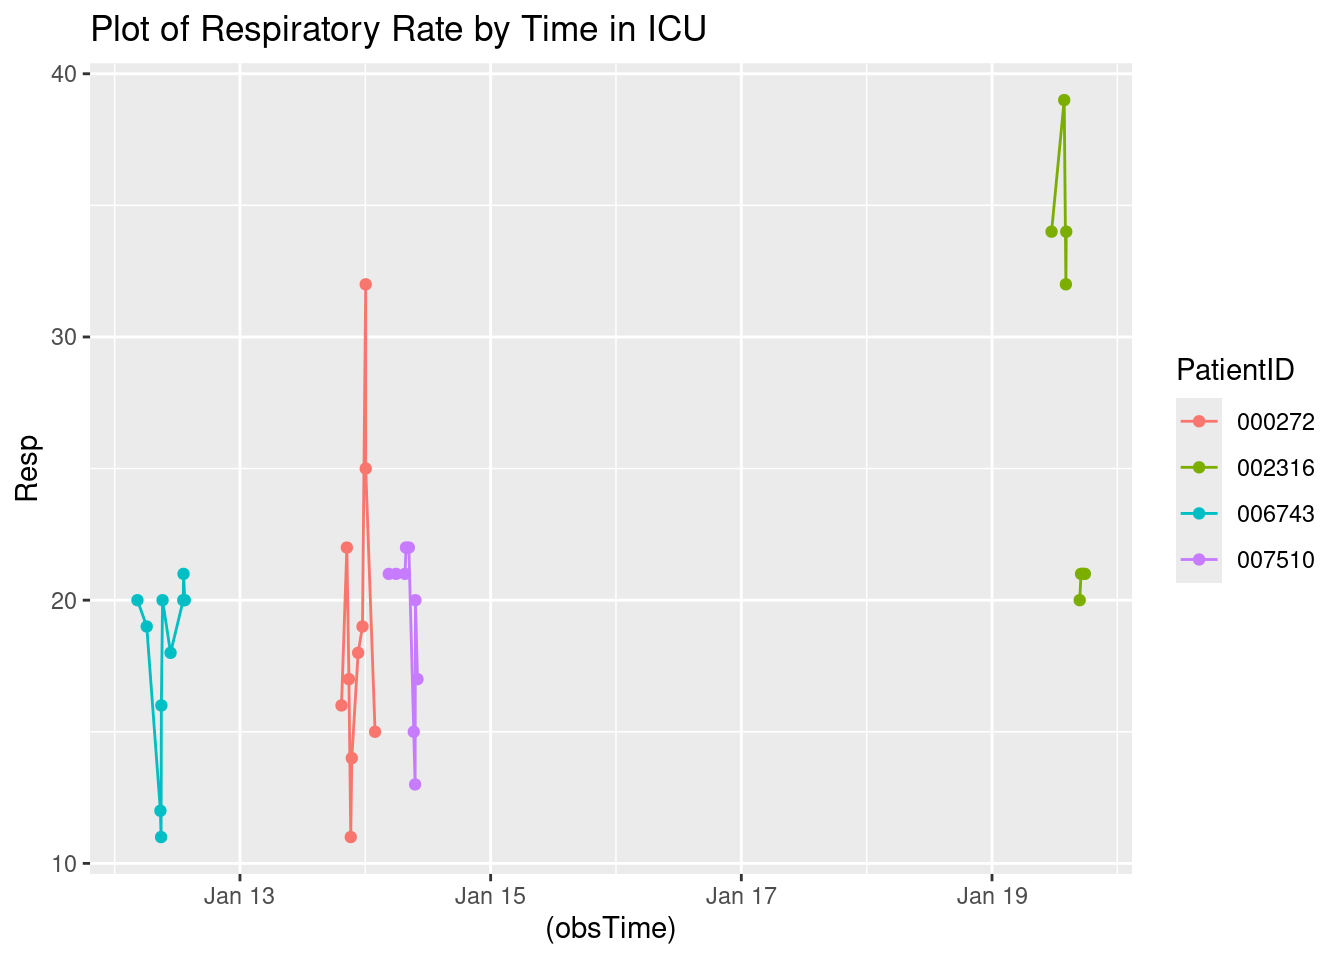 Plot of Respiratory Rate by Time in ICU
40
30
20
10
Resp
Jan 13
Jan 15
Jan 17
Jan 19
(obsTime)
PatientID
000272
002316
006743
007510